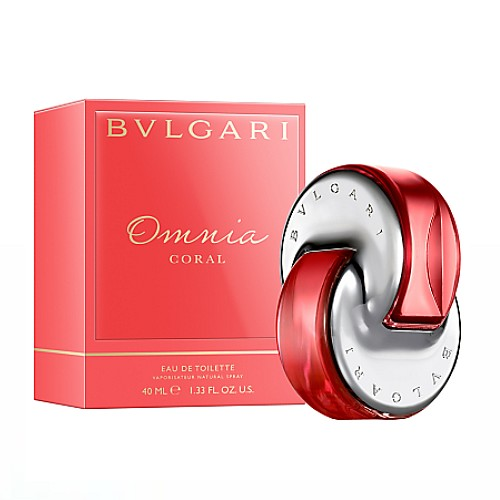 BVLGARI
Omnia
CORAL
EAU DE TOILETTE
VAPORISATEUR NATURAL SPRAY
40 ML ℮ 1.33 FL. OZ. U.S.
BVLGARI
BVLGARI